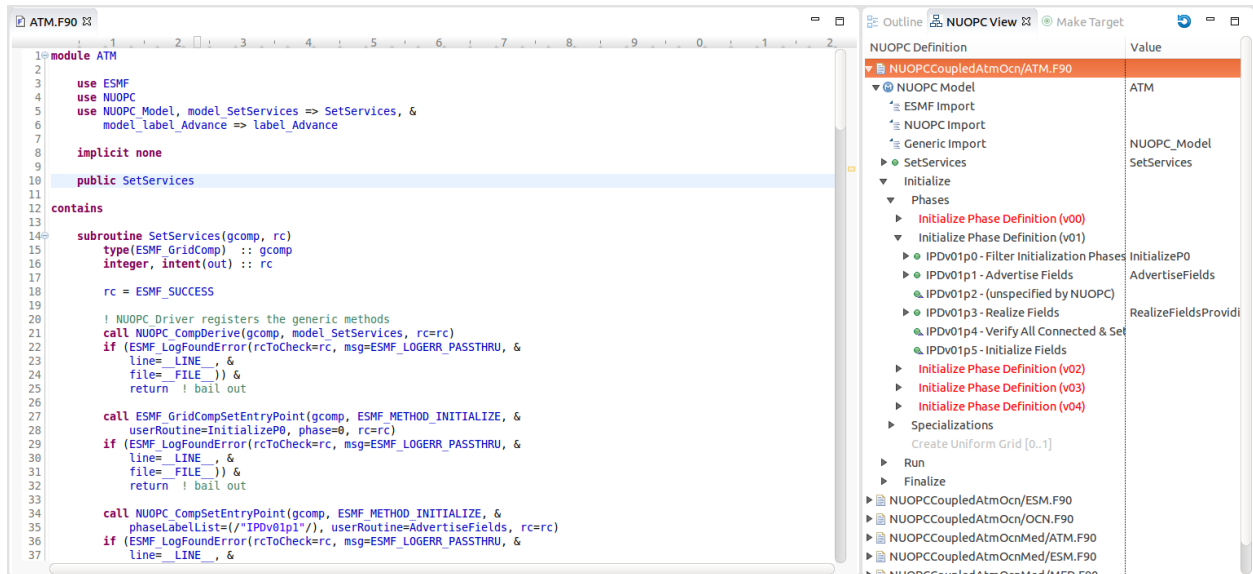 ATM.F90
1 module ATM
2
3 use ESMF
4 use NUOPC
5 use NUOPC_Model, model_SetServices => SetServices, &
6 model_label_Advance => label_Advance
7
8 implicit none
9
10 public SetServices
11
12 contains
13
14 subroutine SetServices(gcomp, rc)
15 type(ESMF_GridComp) :: gcomp
16 integer, intent(out) :: rc
17
18 rc = ESMF_SUCCESS
19
20 ! NUOPC_Driver registers the generic methods
21 call NUOPC_CompDerive(gcomp, model_SetServices, rc=rc)
22 if (ESMF_LogFoundError(rcToCheck=rc, msg=ESMF_LOGERR_PASSTHRU, &
23 line=__LINE__, &
24 file=__FILE__)) &
25 return ! bail out
26
27 call ESMF_GridCompSetEntryPoint(gcomp, ESMF_METHOD_INITIALIZE, &
28 userRoutine=InitializeP0, phase=0, rc=rc)
29 if (ESMF_LogFoundError(rcToCheck=rc, msg=ESMF_LOGERR_PASSTHRU, &
30 line=__LINE__, &
31 file=__FILE__)) &
32 return ! bail out
33
34 call NUOPC_CompSetEntryPoint(gcomp, ESMF_METHOD_INITIALIZE, &
35 phaseLabelList=(/"IPDv01p1"/), userRoutine=AdvertiseFields, rc=rc)
36 if (ESMF_LogFoundError(rcToCheck=rc, msg=ESMF_LOGERR_PASSTHRU, &
37 line=__LINE__, &
Outline NUOPC View Make Target
NUOPC Definition Value
NUOPCCoupledAtmOcn/ATM.F90
NUOPC Model ATM
ESMF Import
NUOPC Import
Generic Import NUOPC_Model
SetServices SetServices
Initialize
Phases
Initialize Phase Definition (v00)
Initialize Phase Definition (v01)
IPDv01p0 - Filter Initialization Phases InitializeP0
IPDv01p1 - Advertise Fields AdvertiseFields
IPDv01p2 - (unspecified by NUOPC)
IPDv01p3 - Realize Fields RealizeFieldsProvidi
IPDv01p4 - Verify All Connected & Set
IPDv01p5 - Initialize Fields
Initialize Phase Definition (v02)
Initialize Phase Definition (v03)
Initialize Phase Definition (v04)
Specializations
Create Uniform Grid [0..1]
Run
Finalize
NUOPCCoupledAtmOcn/ESM.F90
NUOPCCoupledAtmOcn/OCN.F90
NUOPCCoupledAtmOcnMed/ATM.F90
NUOPCCoupledAtmOcnMed/ESM.F90
NUOPCCoupledAtmOcnMed/MED.F90